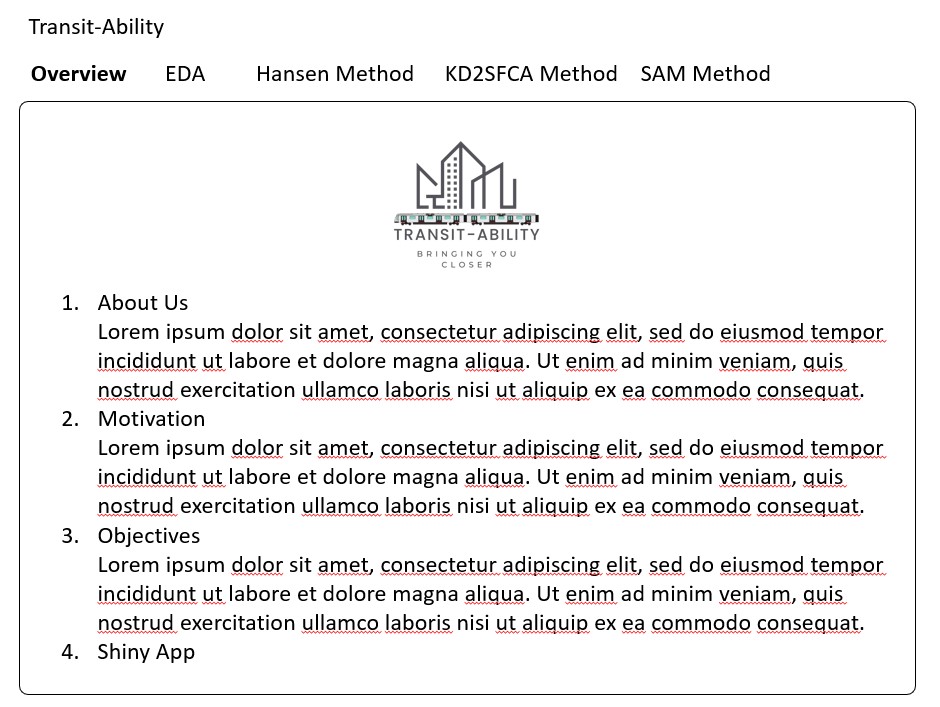 Transit-Ability
Overview EDA Hansen Method KD2SFCA Method SAM Method
TRANSIT-ABILITY
BRINGING YOU
CLOSER
1. About Us
Lorem ipsum dolor sit amet, consectetur adipiscing elit, sed do eiusmod tempor
incididunt ut labore et dolore magna aliqua. Ut enim ad minim veniam, quis
nostrud exercitation ullamco laboris nisi ut aliquip ex ea commodo consequat.
2. Motivation
Lorem ipsum dolor sit amet, consectetur adipiscing elit, sed do eiusmod tempor
incididunt ut labore et dolore magna aliqua. Ut enim ad minim veniam, quis
nostrud exercitation ullamco laboris nisi ut aliquip ex ea commodo consequat.
3. Objectives
Lorem ipsum dolor sit amet, consectetur adipiscing elit, sed do eiusmod tempor
incididunt ut labore et dolore magna aliqua. Ut enim ad minim veniam, quis
nostrud exercitation ullamco laboris nisi ut aliquip ex ea commodo consequat.
4. Shiny App